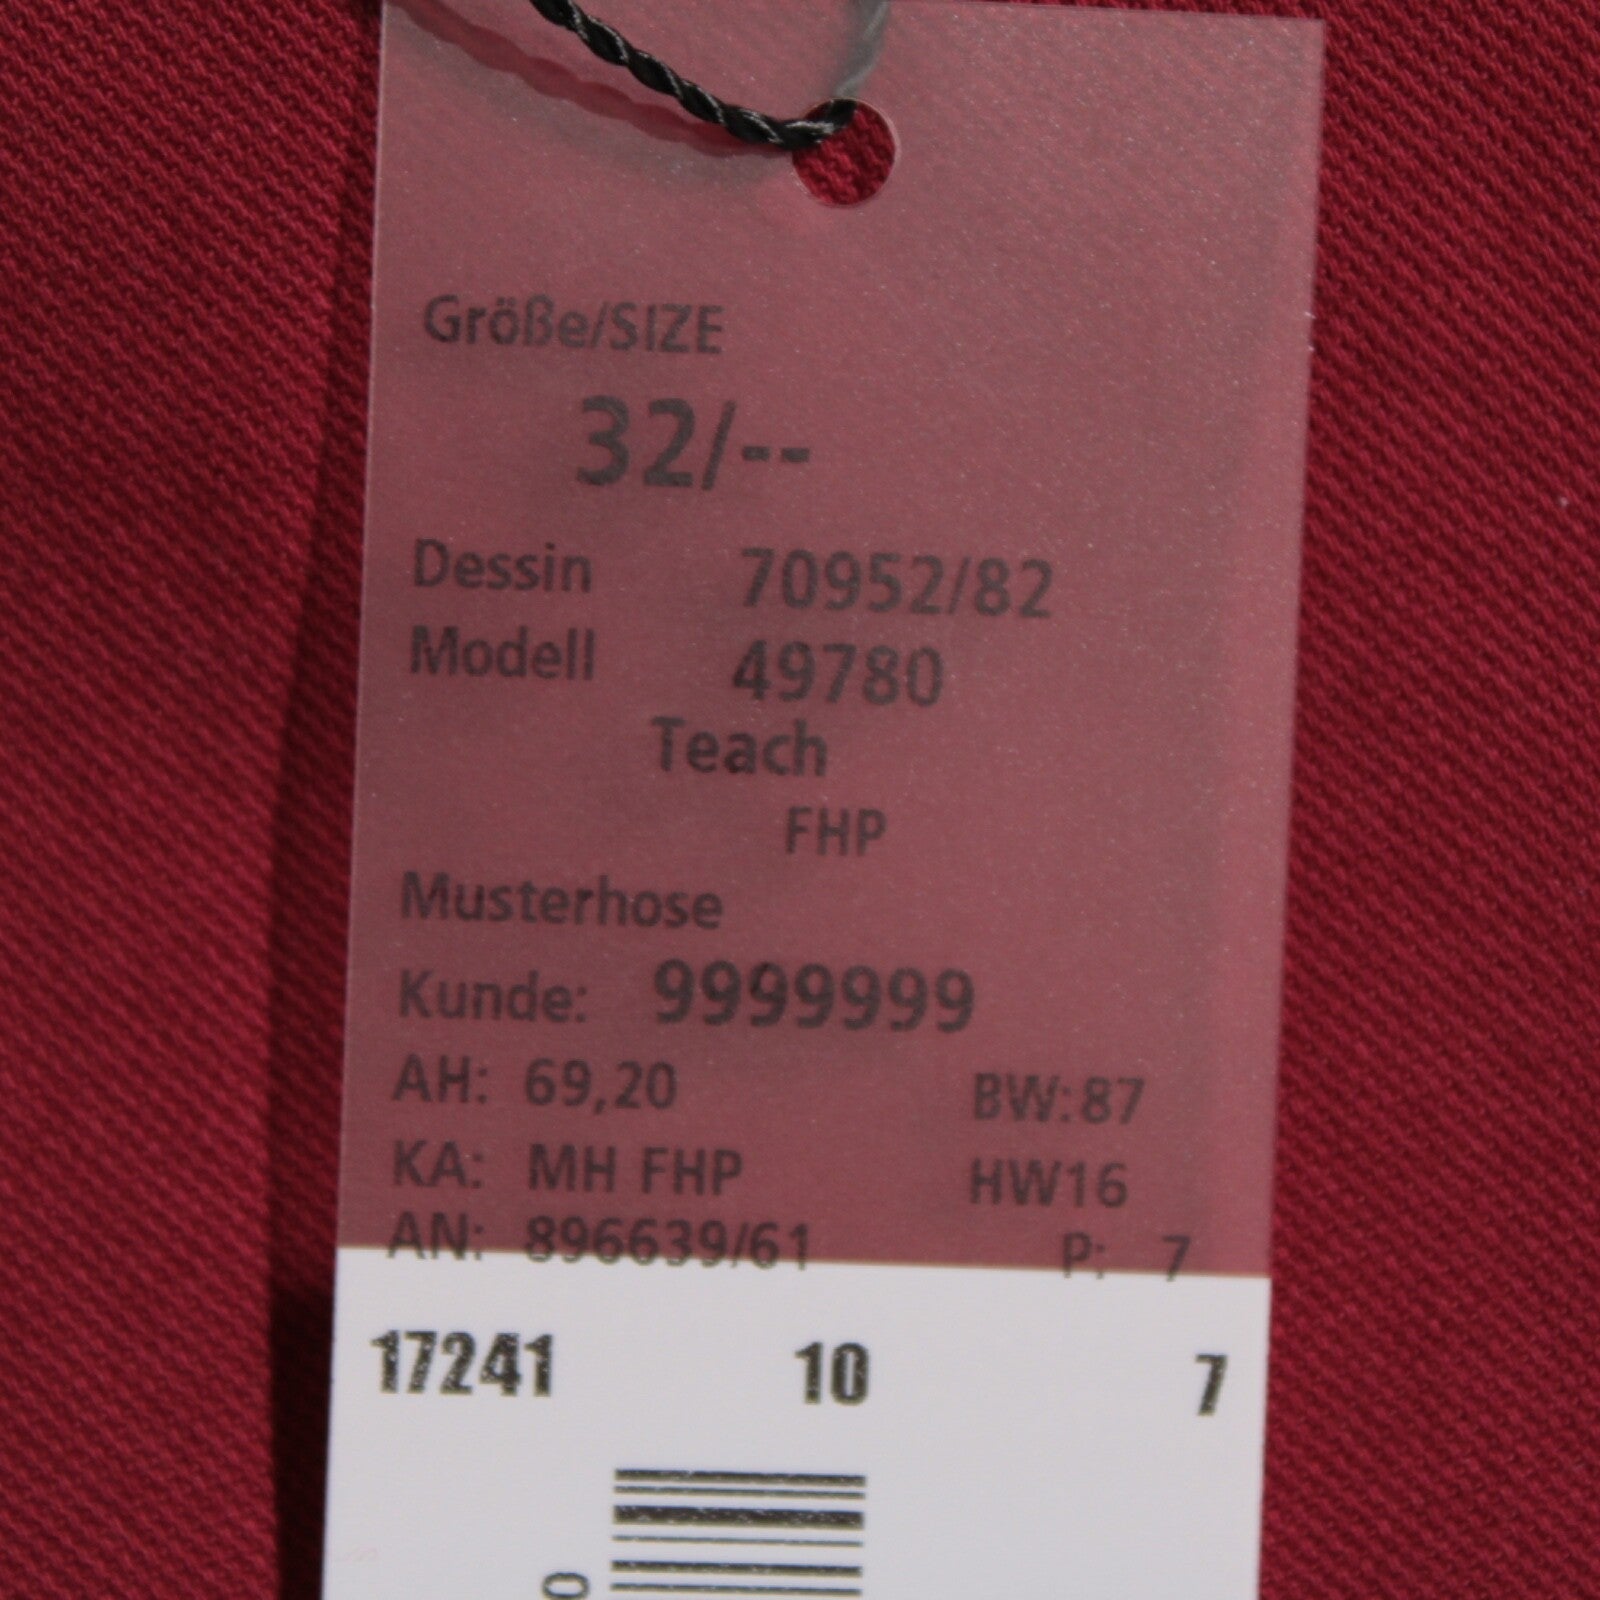 Größe/SIZE
32/--
Dessin 70952/82
Modell 49780
Teach
FHP
Musterhose
Kunde: 9999999
AH: 69,20 BW:87
KA: MH FHP HW16
AN: 896639/61 P: 7
17241 10 7
0